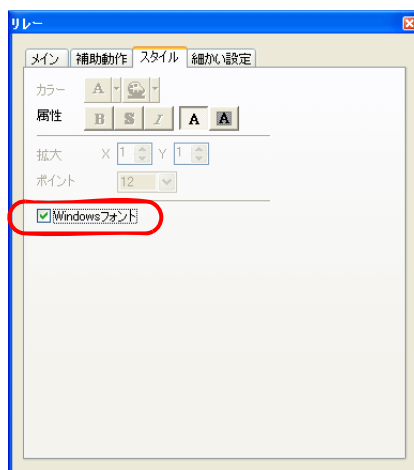 リレー
メイン 補助動作 スタイル 細かい設定
カラー A
属性 B S I A A
拡大 X 1 Y 1
ポイント 12
Windowsフォント